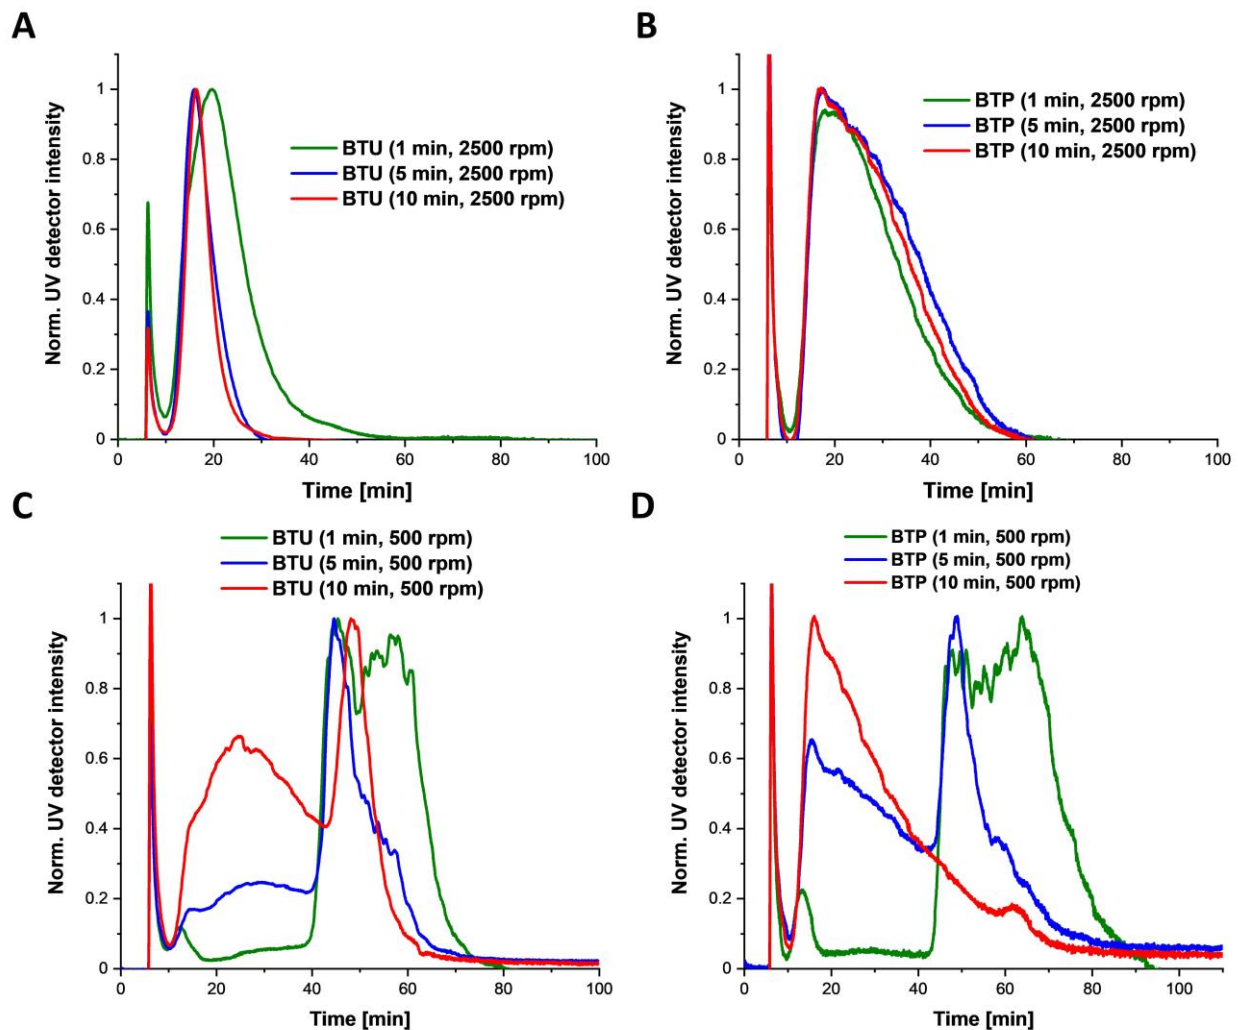 A
Norm. UV detector intensity
1
0.8
0.6
0.4
0.2
0
BTU (1 min, 2500 rpm)
BTU (5 min, 2500 rpm)
BTU (10 min, 2500 rpm)
0 20 40 60 80 100
Time [min]
B
Norm. UV detector intensity
1
0.8
0.6
0.4
0.2
0
BTP (1 min, 2500 rpm)
BTP (5 min, 2500 rpm)
BTP (10 min, 2500 rpm)
0 20 40 60 80 100
Time [min]
C
BTU (1 min, 500 rpm)
BTU (5 min, 500 rpm)
BTU (10 min, 500 rpm)
Norm. UV detector intensity
1
0.8
0.6
0.4
0.2
0
0 20 40 60 80 100
Time [min]
D
BTP (1 min, 500 rpm)
BTP (5 min, 500 rpm)
BTP (10 min, 500 rpm)
Norm. UV detector intensity
1
0.8
0.6
0.4
0.2
0
0 20 40 60 80 100
Time [min]